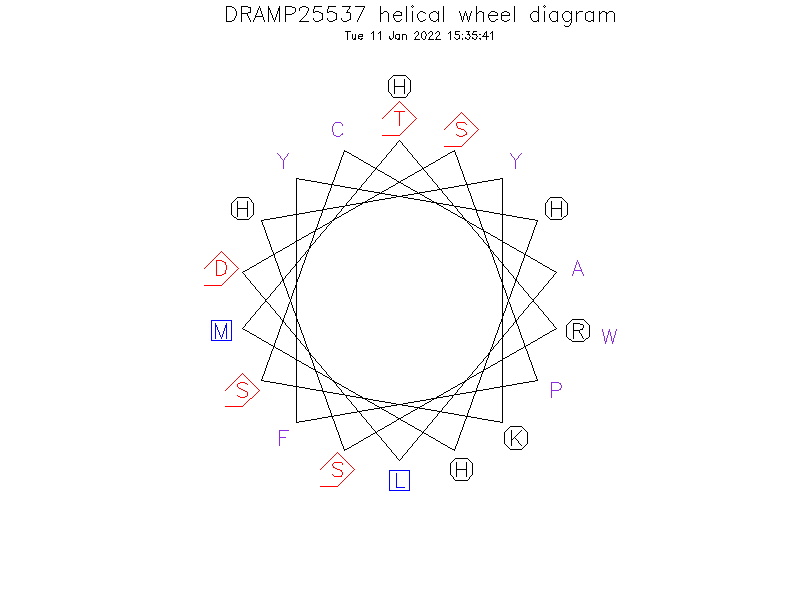 DRAMP25537 helical wheel diagram
Tue 11 Jan 2022 15:35:41
H
T
C S
Y Y
H H
D A
M R W
S P
F K
S H
L